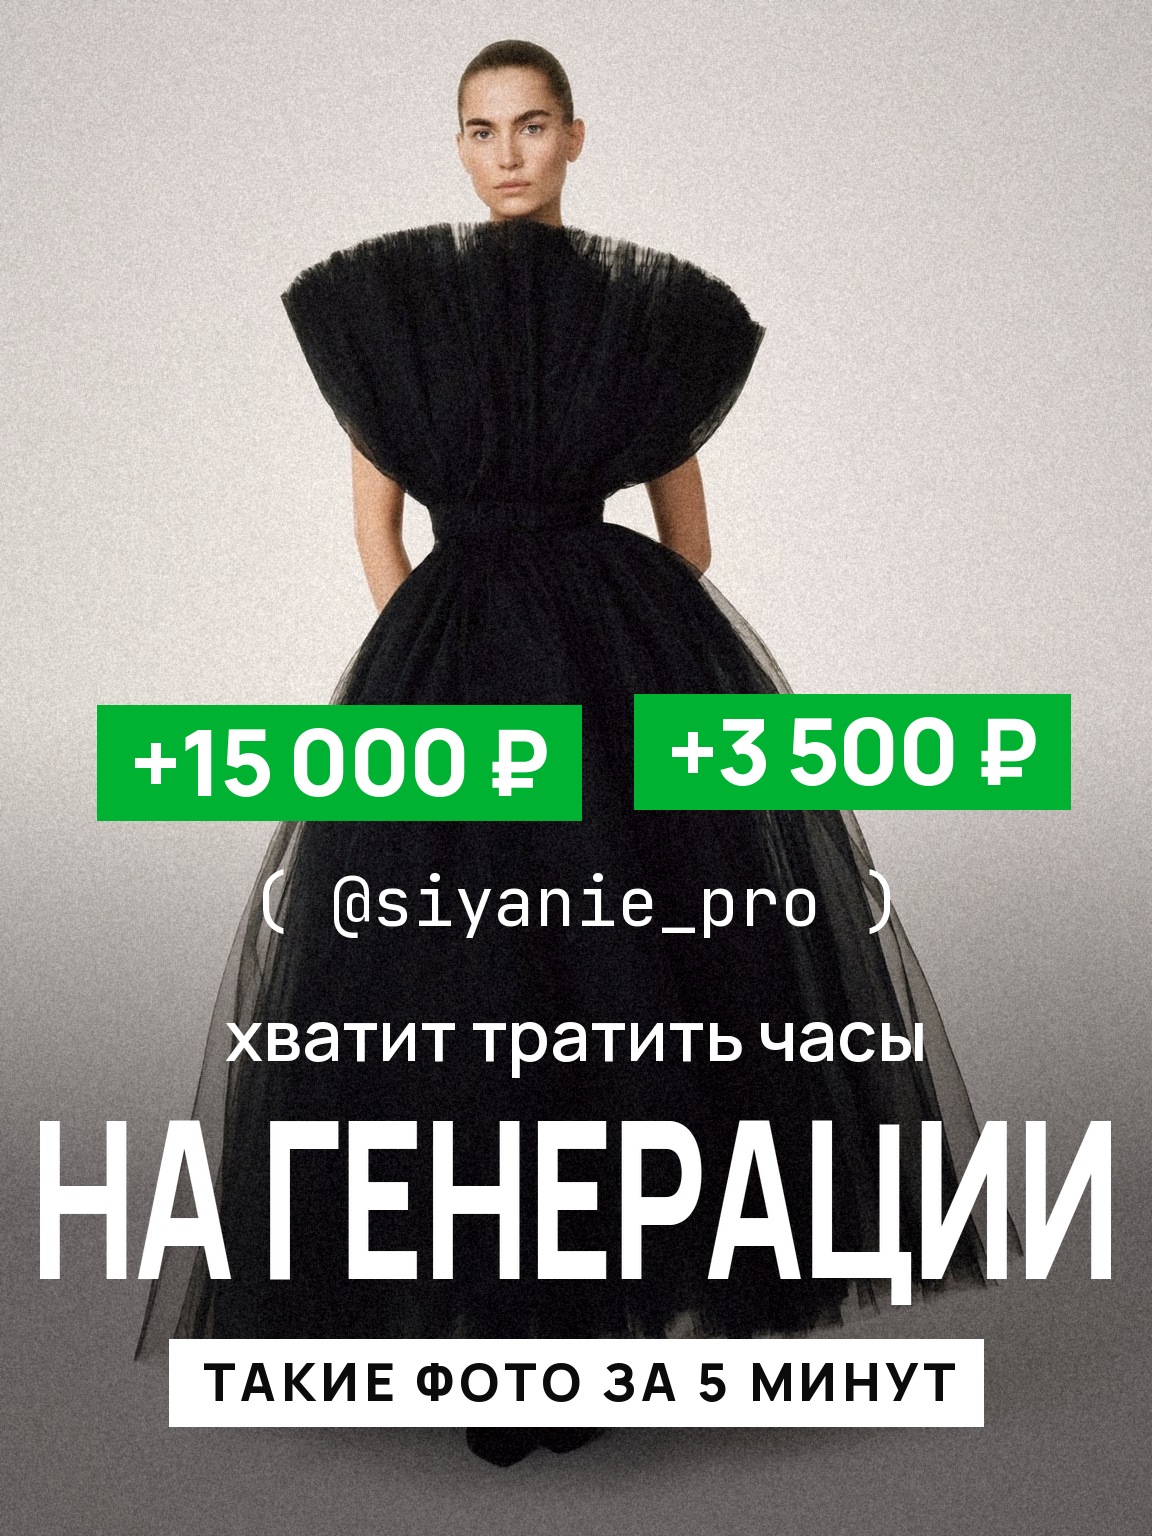 +15 000 ₽
+3 500 ₽
( @siyanie_pro )
хватит тратить часы
НА ГЕНЕРАЦИИ
ТАКИЕ ФОТО ЗА 5 МИНУТ